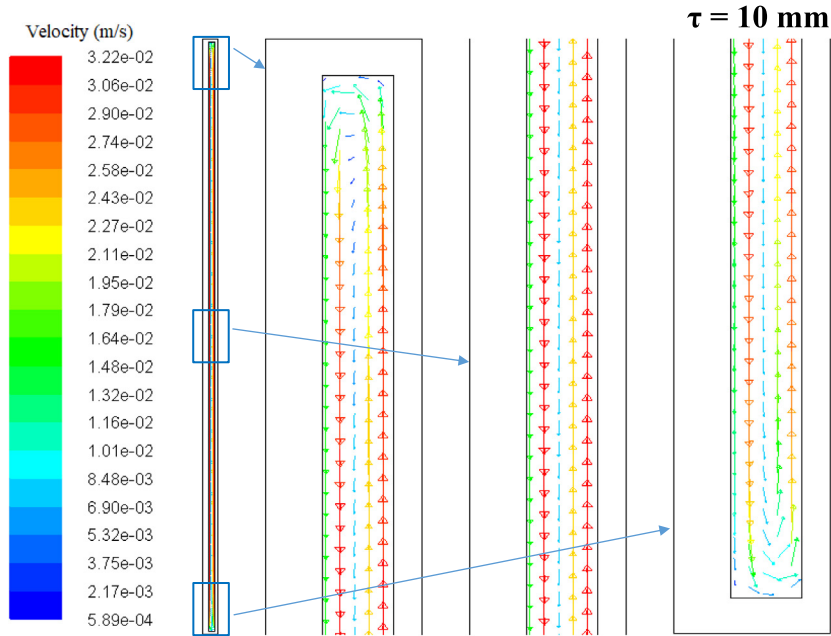 τ = 10 mm
Velocity (m/s)
3.22e-02
3.06e-02
2.90e-02
2.74e-02
2.58e-02
2.43e-02
2.27e-02
2.11e-02
1.95e-02
1.79e-02
1.64e-02
1.48e-02
1.32e-02
1.16e-02
1.01e-02
8.48e-03
6.90e-03
5.32e-03
3.75e-03
2.17e-03
5.89e-04